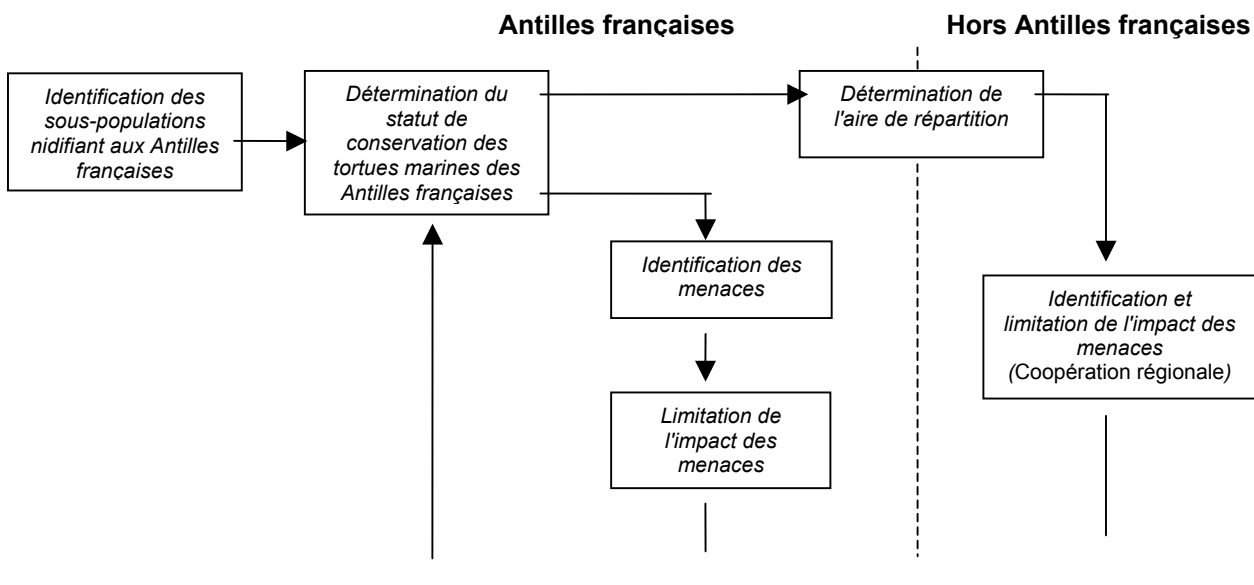 Antilles françaises
Hors Antilles françaises
Identification des
sous-populations
nidifiant aux Antilles
françaises
Détermination du
statut de
conservation des
tortues marines des
Antilles françaises
Détermination de
l'aire de répartition
Identification des
menaces
Limitation de
l'impact des
menaces
Identification et
limitation de l'impact des
menaces
(Coopération régionale)